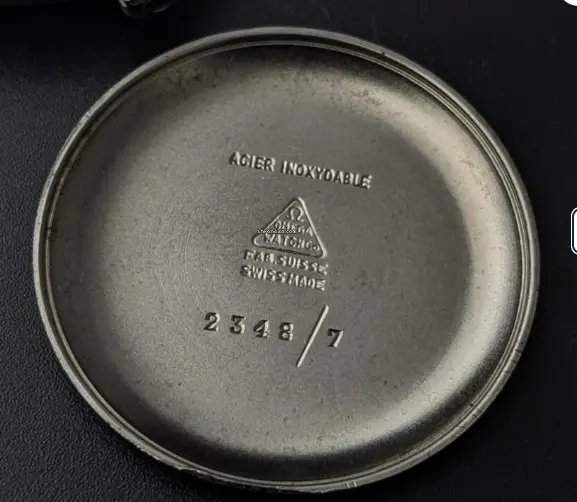 ACIER INOXYDABLE
Ω
OMEGA
WATCH Co
FAB. SUISSE
SWISS MADE
2348/7